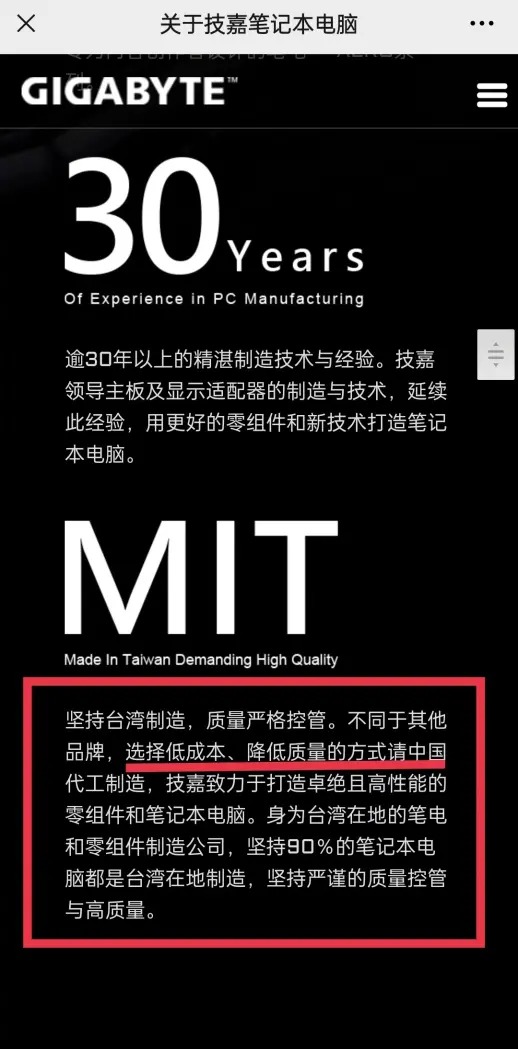 关于技嘉笔记本电脑
GIGABYTE™
30 Years
Of Experience in PC Manufacturing
逾30年以上的精湛制造技术与经验。技嘉
领导主板及显示适配器的制造与技术，延续
此经验，用更好的零组件和新技术打造笔记
本电脑。
MIT
Made In Taiwan Demanding High Quality
坚持台湾制造，质量严格控管。不同于其他
品牌，选择低成本、降低质量的方式请中国
代工制造，技嘉致力于打造卓绝且高性能的
零组件和笔记本电脑。身为台湾在地的笔电
和零组件制造公司，坚持90%的笔记本电
脑都是台湾在地制造，坚持严谨的质量控管
与高质量。